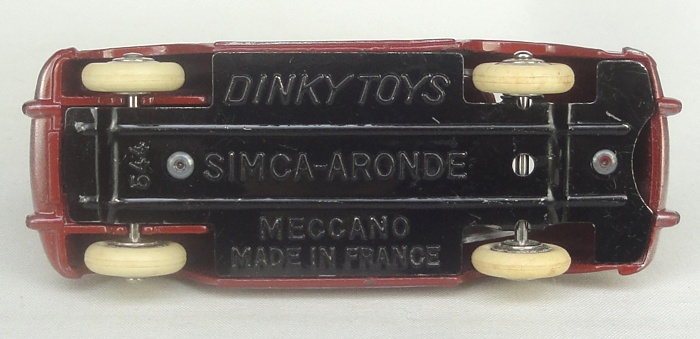 DINKY TOYS
544
SIMCA-ARONDE
MECCANO
MADE IN FRANCE